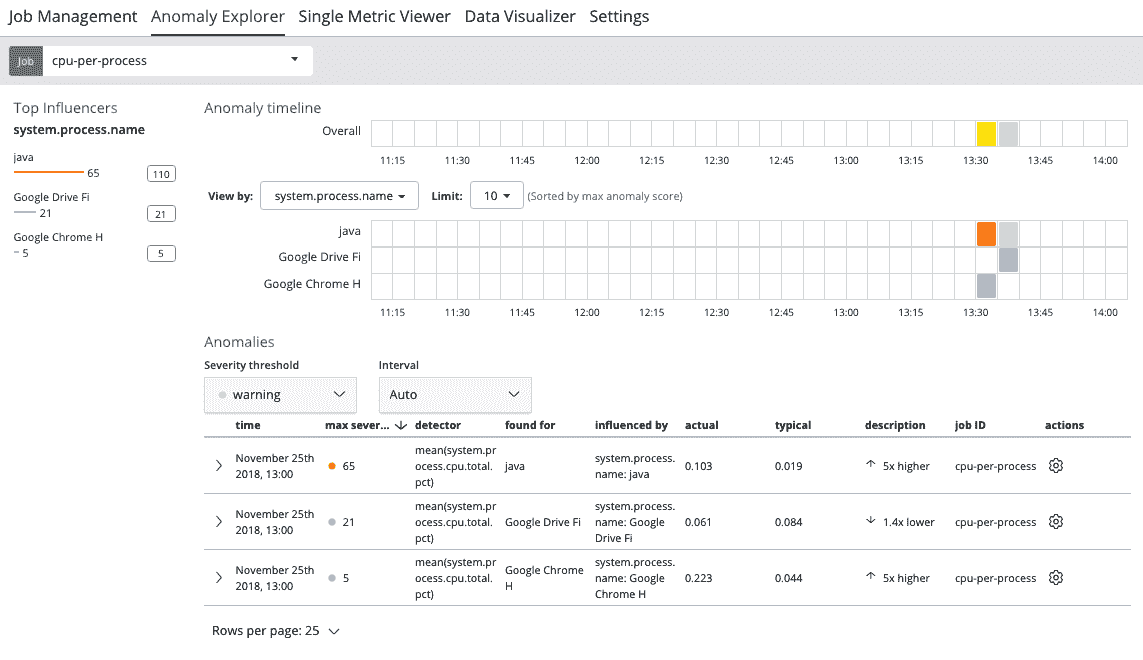 Job Management Anomaly Explorer Single Metric Viewer Data Visualizer Settings
Job cpu-per-process
Top Influencers
system.process.name
java
65 110
Google Drive Fi
21 21
Google Chrome H
5 5
Anomaly timeline
Overall
11:15 11:30 11:45 12:00 12:15 12:30 12:45 13:00 13:15 13:30 13:45 14:00
View by: system.process.name Limit: 10 (Sorted by max anomaly score)
java
Google Drive Fi
Google Chrome H
11:15 11:30 11:45 12:00 12:15 12:30 12:45 13:00 13:15 13:30 13:45 14:00
Anomalies
Severity threshold Interval
warning Auto
time max sever... detector found for influenced by actual typical description job ID actions
November 25th 2018, 13:00 65 mean(system.process.cpu.total.pct) java system.process.name: java 0.103 0.019 5x higher cpu-per-process
November 25th 2018, 13:00 21 mean(system.process.cpu.total.pct) Google Drive Fi system.process.name: Google Drive Fi 0.061 0.084 1.4x lower cpu-per-process
November 25th 2018, 13:00 5 mean(system.process.cpu.total.pct) Google Chrome H system.process.name: Google Chrome H 0.223 0.044 5x higher cpu-per-process
Rows per page: 25